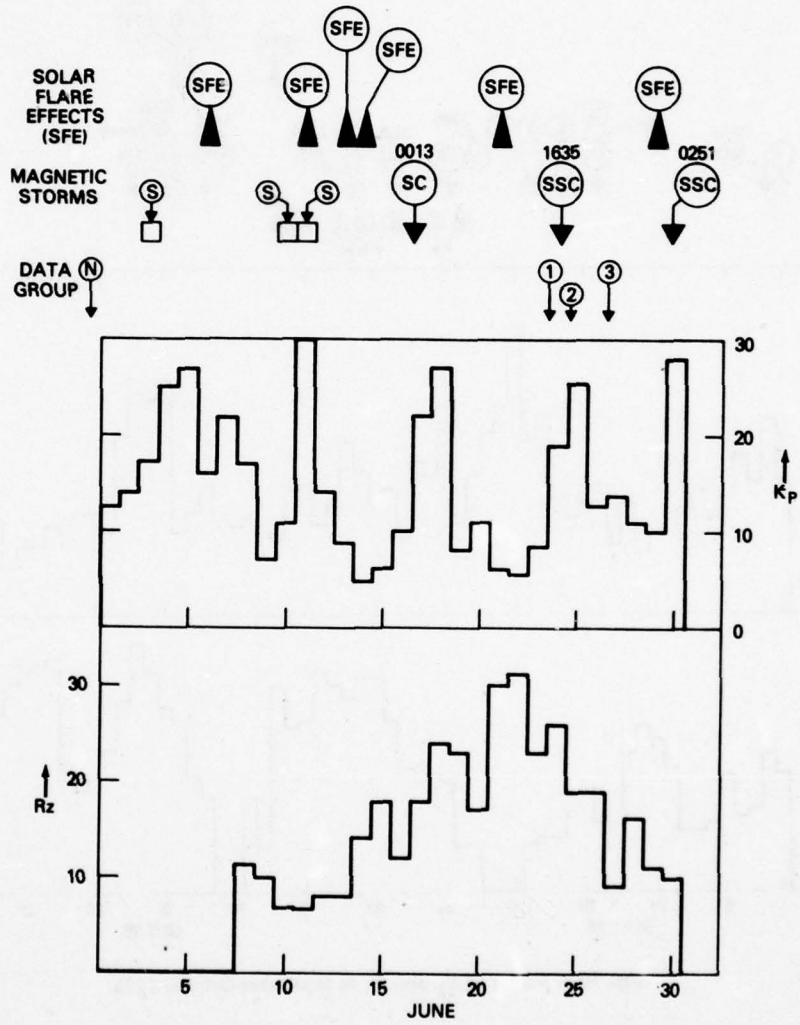 SFE
SFE
SOLAR
FLARE
EFFECTS
(SFE)
SFE
SFE
SFE
SFE
0013
1635
0251
MAGNETIC
STORMS
S
S
S
SC
SSC
SSC
DATA
GROUP
N
1
2
3
30
20
10
0
Kp
30
20
10
Rz
5
10
15
20
25
30
JUNE